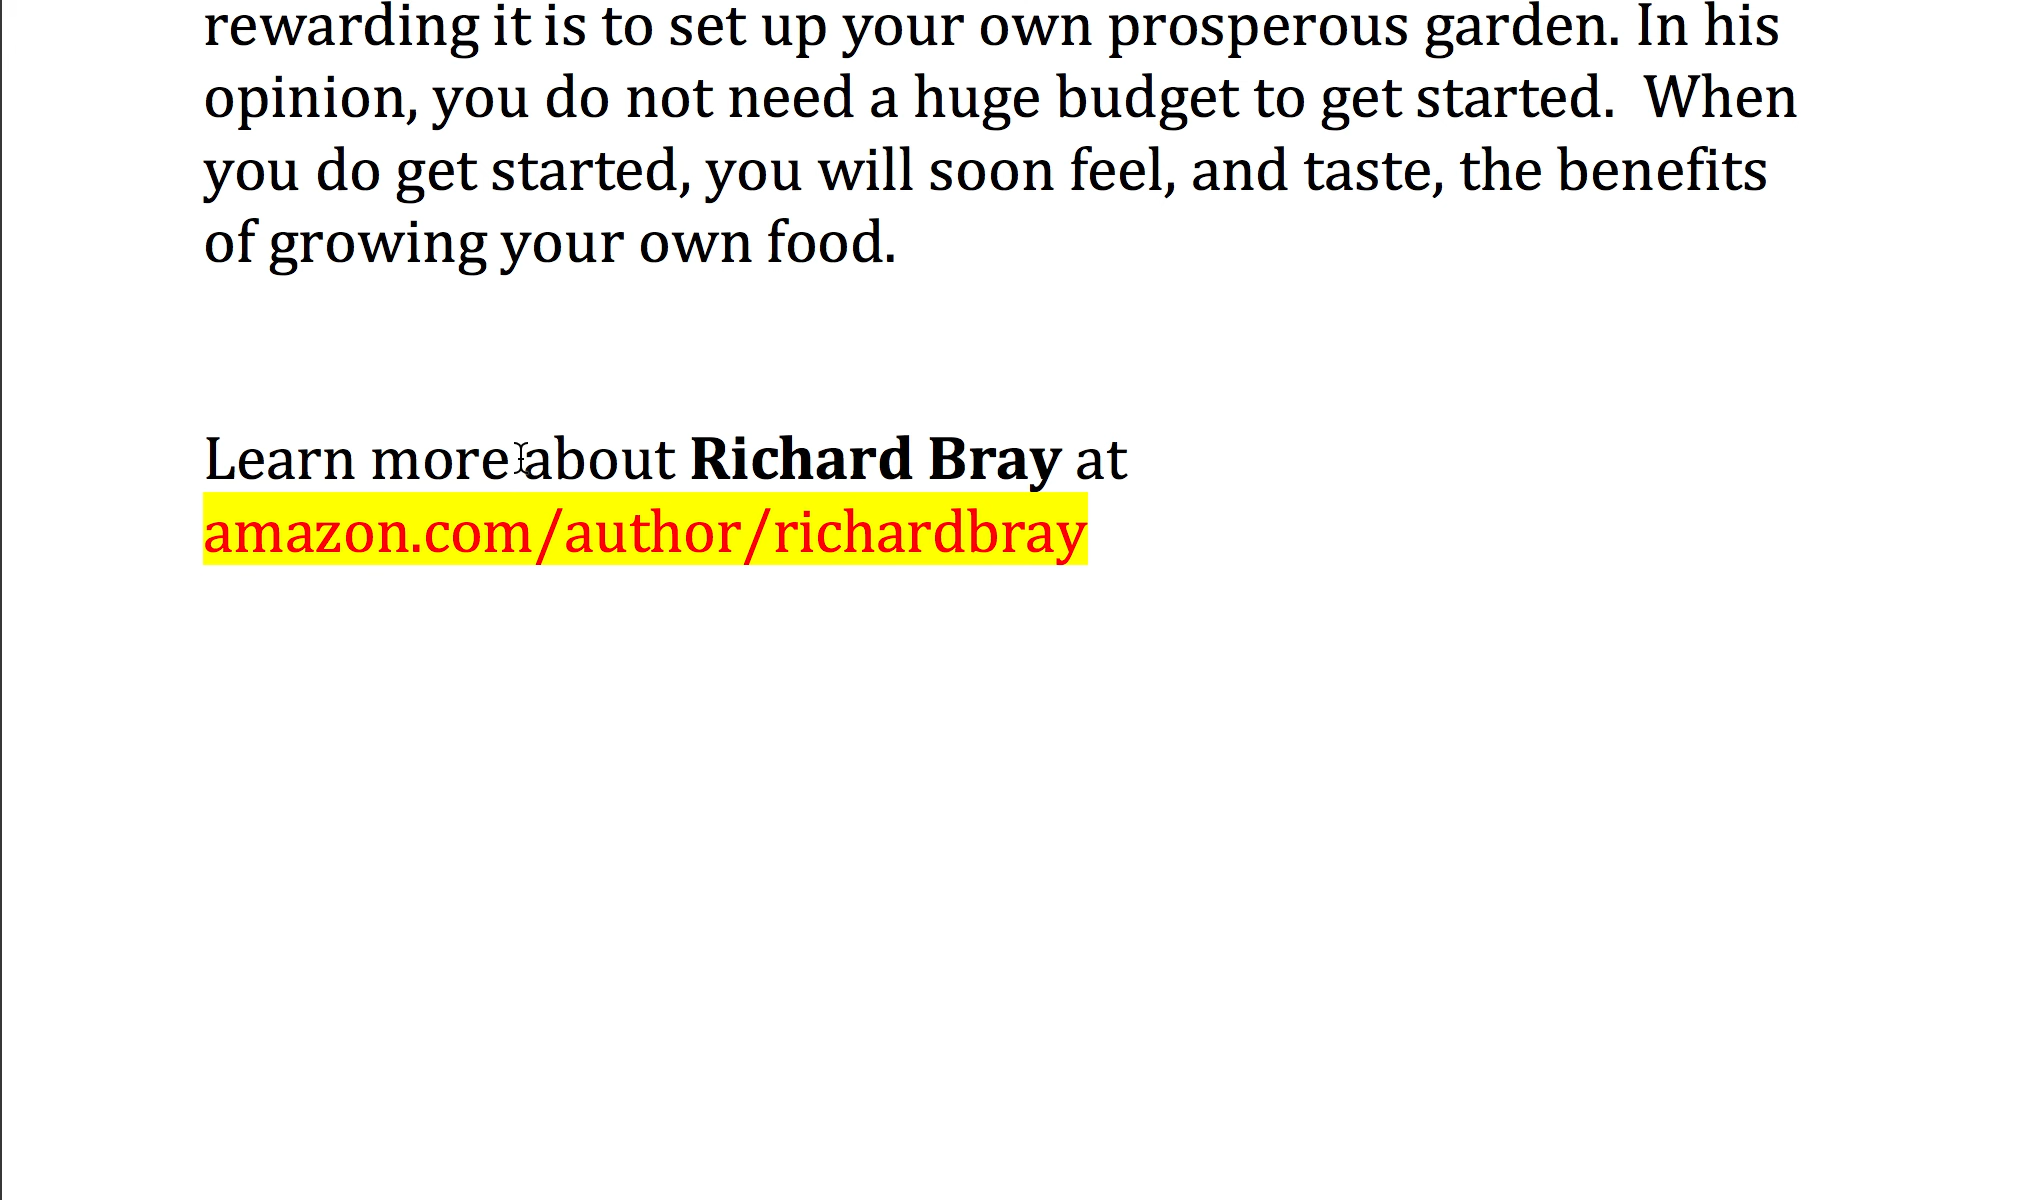 rewarding it is to set up your own prosperous garden. In his
opinion, you do not need a huge budget to get started.  When
you do get started, you will soon feel, and taste, the benefits
of growing your own food.
Learn more about Richard Bray at
amazon.com/author/richardbray